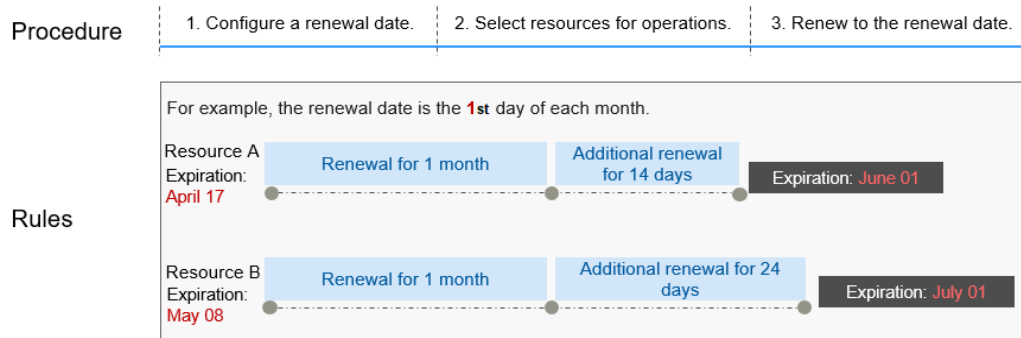 Procedure
1. Configure a renewal date.
2. Select resources for operations.
3. Renew to the renewal date.
Rules
For example, the renewal date is the 1st day of each month.
Resource A
Expiration:
April 17
Renewal for 1 month
Additional renewal
for 14 days
Expiration: June 01
Resource B
Expiration:
May 08
Renewal for 1 month
Additional renewal for 24
days
Expiration: July 01